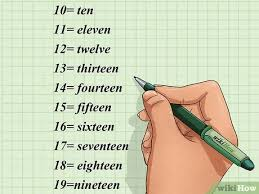 10= ten
11= eleven
12= twelve
13= thirteen
14= fourteen
15= fifteen
16= sixteen
17= seventeen
18= eighteen
19=nineteen
wikiHow